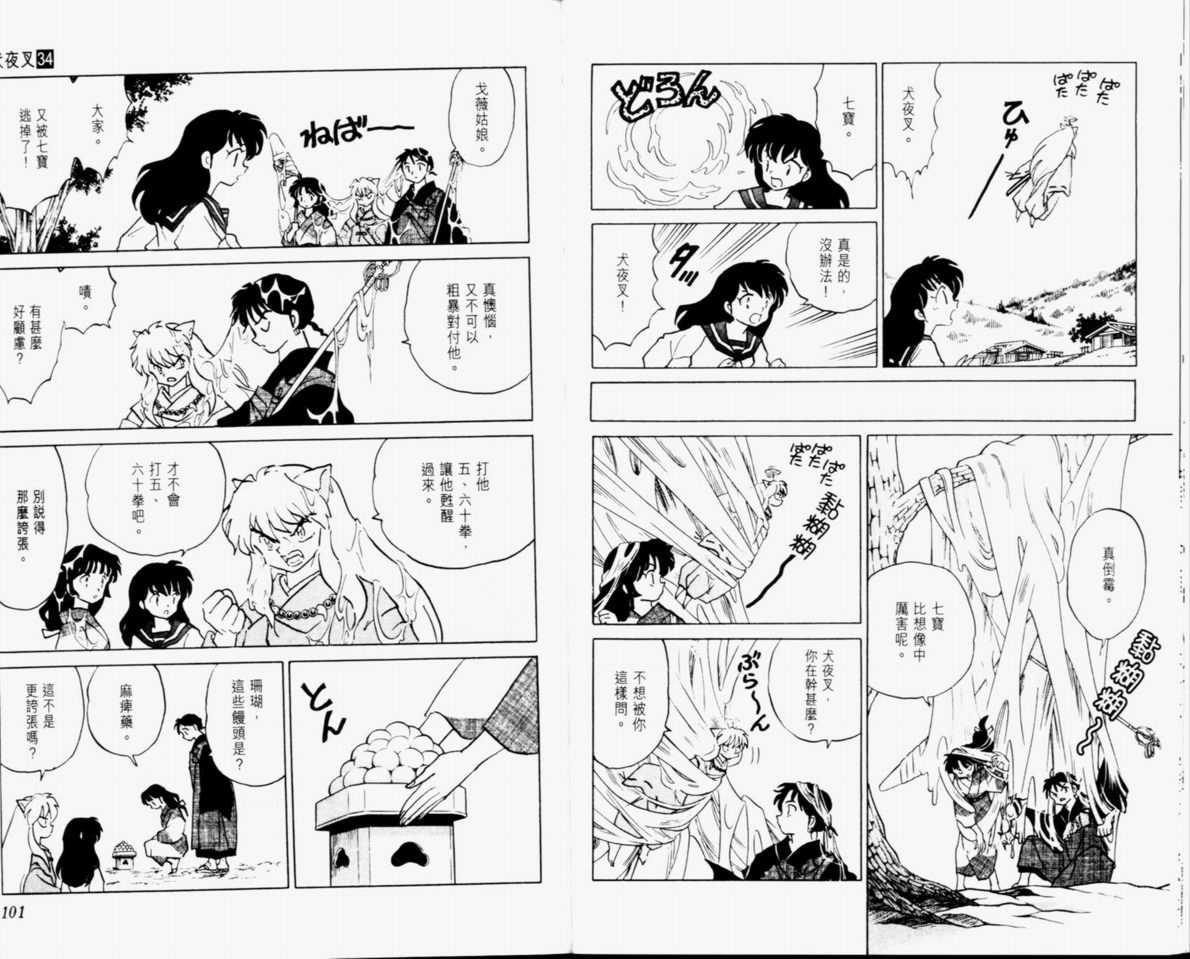 犬夜叉34
犬夜叉。
ぱた
ぱた
ぱた
ひゅー
七寶。
どろん
真是的，
沒辦法！
ダッ
犬夜叉！
真倒霉。
七寶
比想像中
厲害呢。
黏糊糊～
ぱた
ぱた
ぱた
黏糊糊ー
犬夜叉，
你在幹甚麼？
ぶら～ん
不想被你
這樣問。
戈薇姑娘。
ねばーー
大家。
又被七寶
逃掉了！
真懊惱，
又不可以
粗暴對付他。
嘖。
有甚麼
好顧慮？
打他
五、六十拳，
讓他甦醒
過來。
才不會
打五、
六十拳吧。
別說得
那麼誇張。
とん
珊瑚，
這些饅頭是？
麻痺藥。
這不是
更誇張嗎？
101